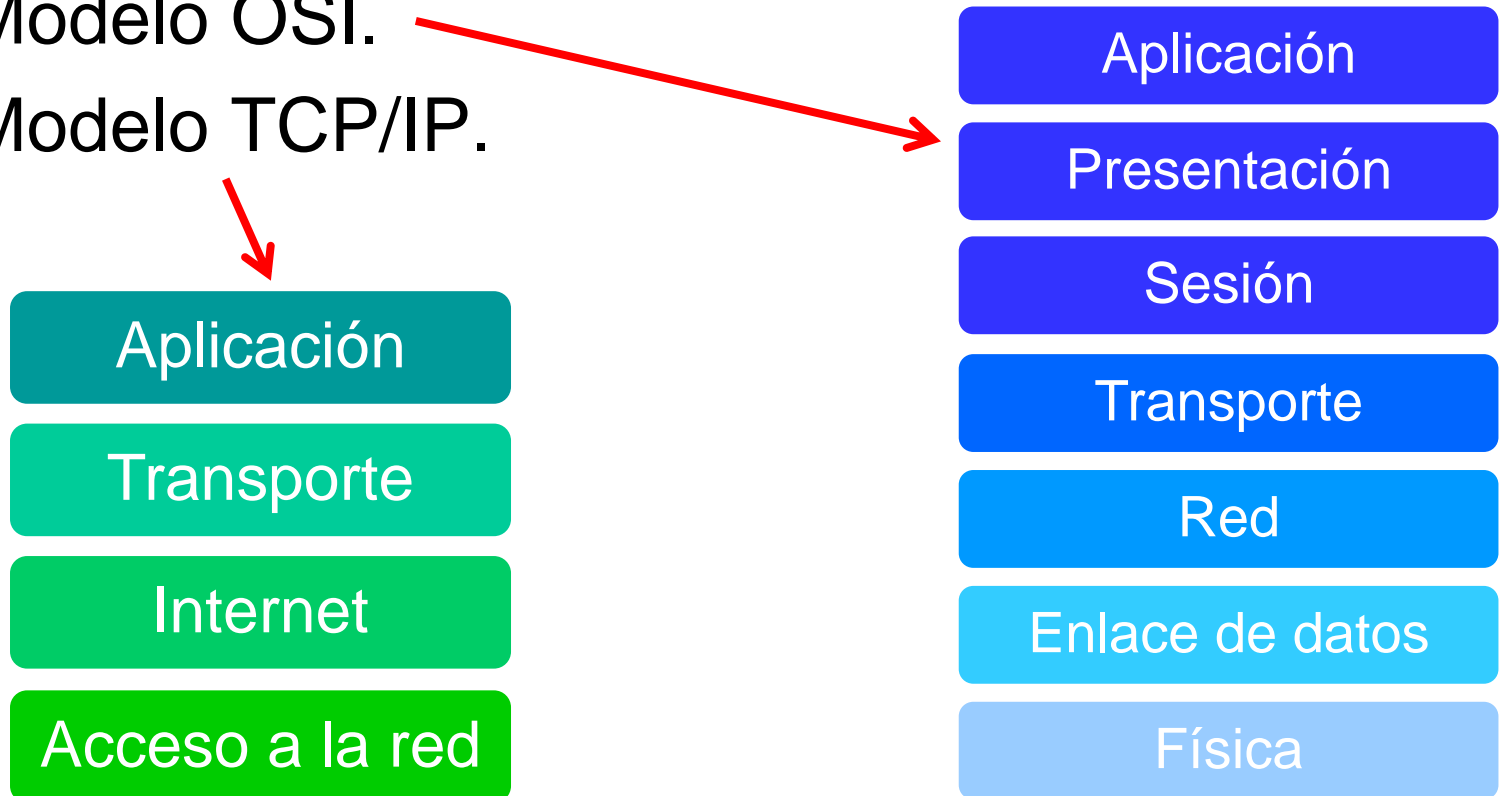 Modelo OSI.
Modelo TCP/IP.
Aplicación
Transporte
Internet
Acceso a la red
Aplicación
Presentación
Sesión
Transporte
Red
Enlace de datos
Física